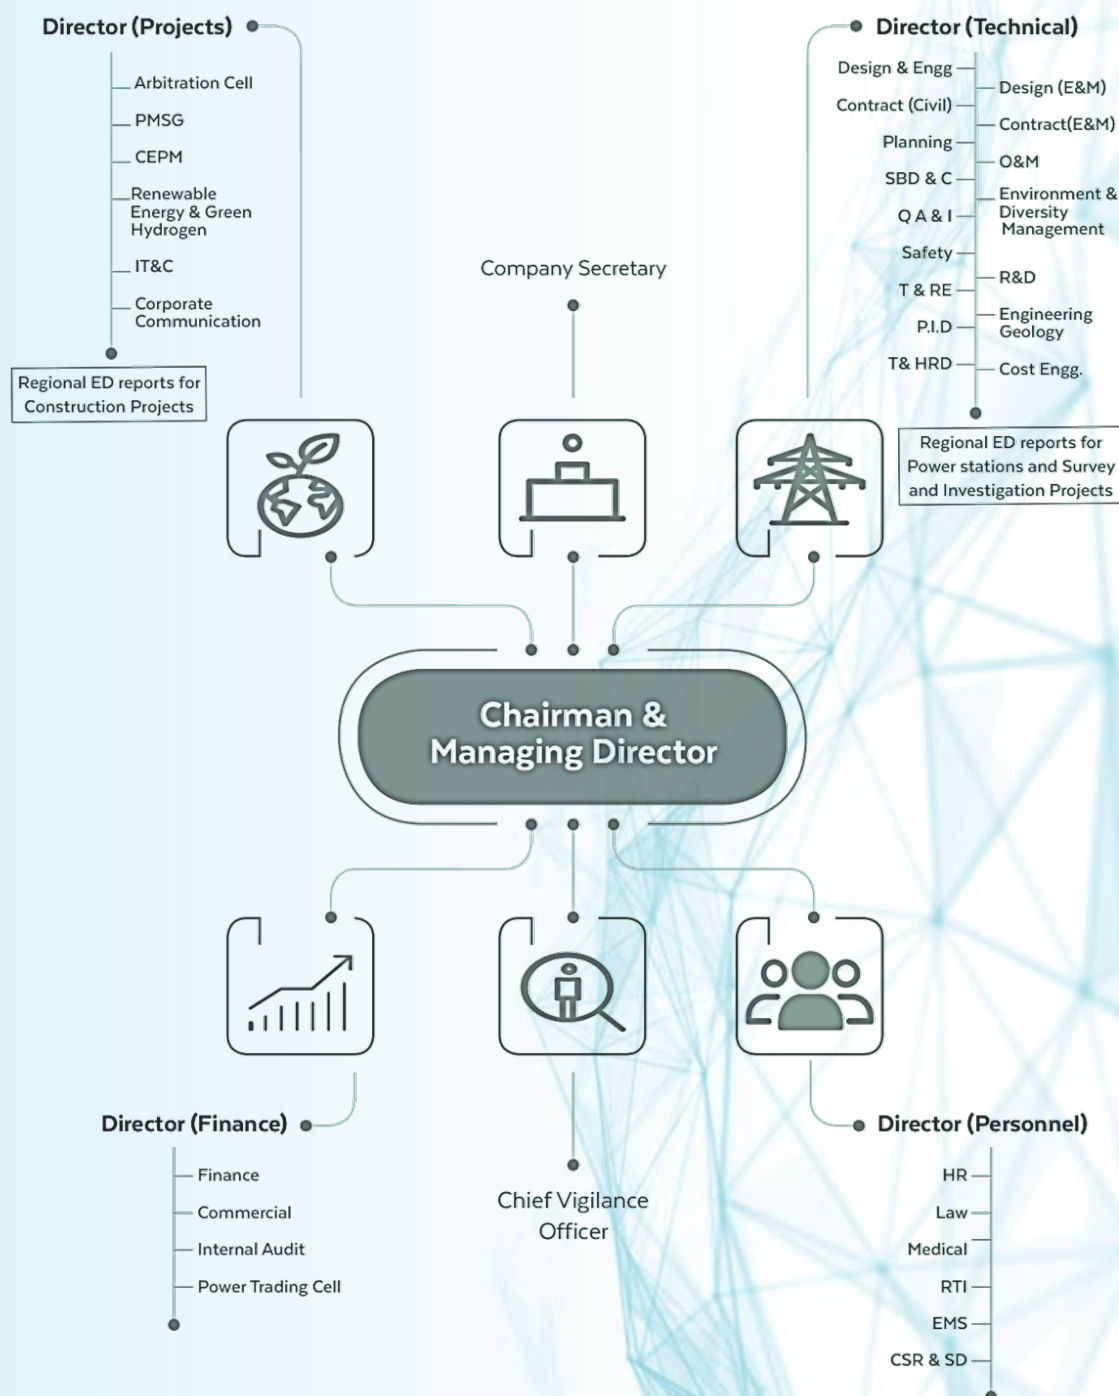 Director (Projects)
Arbitration Cell
PMSG
CEPM
Renewable
Energy & Green
Hydrogen
IT&C
Corporate
Communication
Regional ED reports for
Construction Projects
Company Secretary
Director (Technical)
Design & Engg
Contract (Civil)
Planning
SBD & C
Q A & I
Safety
T & RE
P.I.D
T& HRD
Design (E&M)
Contract(E&M)
O&M
Environment &
Diversity
Management
R&D
Engineering
Geology
Cost Engg.
Regional ED reports for
Power stations and Survey
and Investigation Projects
Chairman &
Managing Director
Director (Finance)
Finance
Commercial
Internal Audit
Power Trading Cell
Chief Vigilance
Officer
Director (Personnel)
HR
Law
Medical
RTI
EMS
CSR & SD